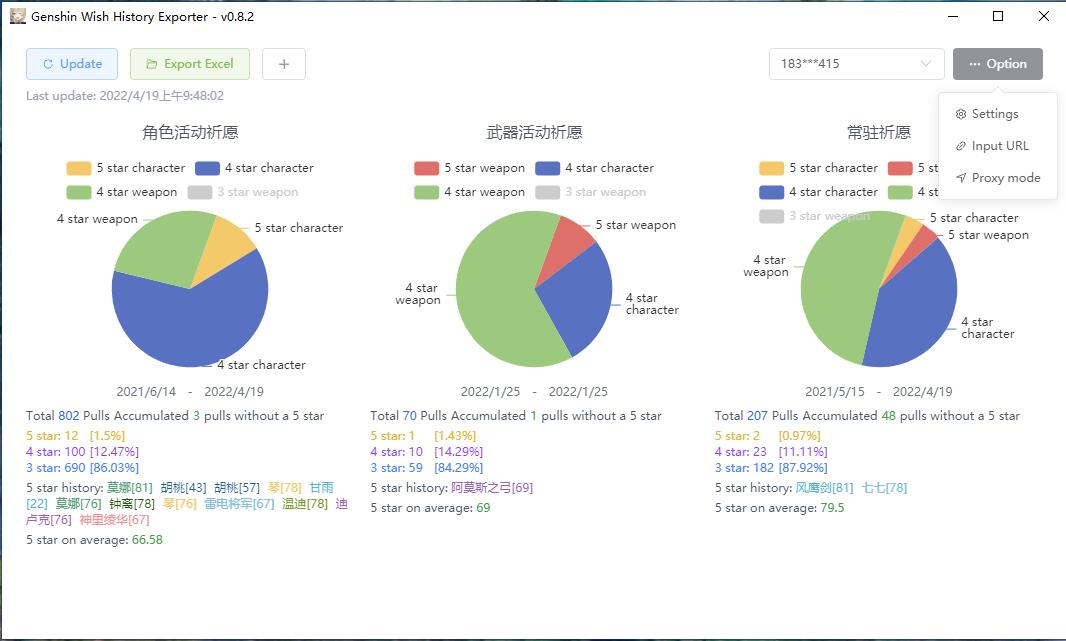 Genshin Wish History Exporter - v0.8.2
Update
Export Excel
+
183***415
Option
Last update: 2022/4/19上午9:48:02
Settings
Input URL
Proxy mode
角色活动祈愿
5 star character 4 star character
4 star weapon 3 star weapon
4 star weapon
5 star character
4 star character
2021/6/14 - 2022/4/19
Total 802 Pulls Accumulated 3 pulls without a 5 star
5 star: 12 [1.5%]
4 star: 100 [12.47%]
3 star: 690 [86.03%]
5 star history: 莫娜[81] 胡桃[43] 胡桃[57] 琴[78] 甘雨
[22] 莫娜[76] 钟离[78] 琴[76] 雷电将军[67] 温迪[78] 迪
卢克[76] 神里绫华[67]
5 star on average: 66.58
武器活动祈愿
5 star weapon 4 star character
4 star weapon 3 star weapon
5 star weapon
4 star
weapon
4 star
character
2022/1/25 - 2022/1/25
Total 70 Pulls Accumulated 1 pulls without a 5 star
5 star: 1 [1.43%]
4 star: 10 [14.29%]
3 star: 59 [84.29%]
5 star history: 阿莫斯之弓[69]
5 star on average: 69
常驻祈愿
5 star character 5 star
4 star character 4 st
3 star weapon
5 star character
5 star weapon
4 star
weapon
4 star
character
2021/5/15 - 2022/4/19
Total 207 Pulls Accumulated 48 pulls without a 5 star
5 star: 2 [0.97%]
4 star: 23 [11.11%]
3 star: 182 [87.92%]
5 star history: 风鹰剑[81] 七七[78]
5 star on average: 79.5